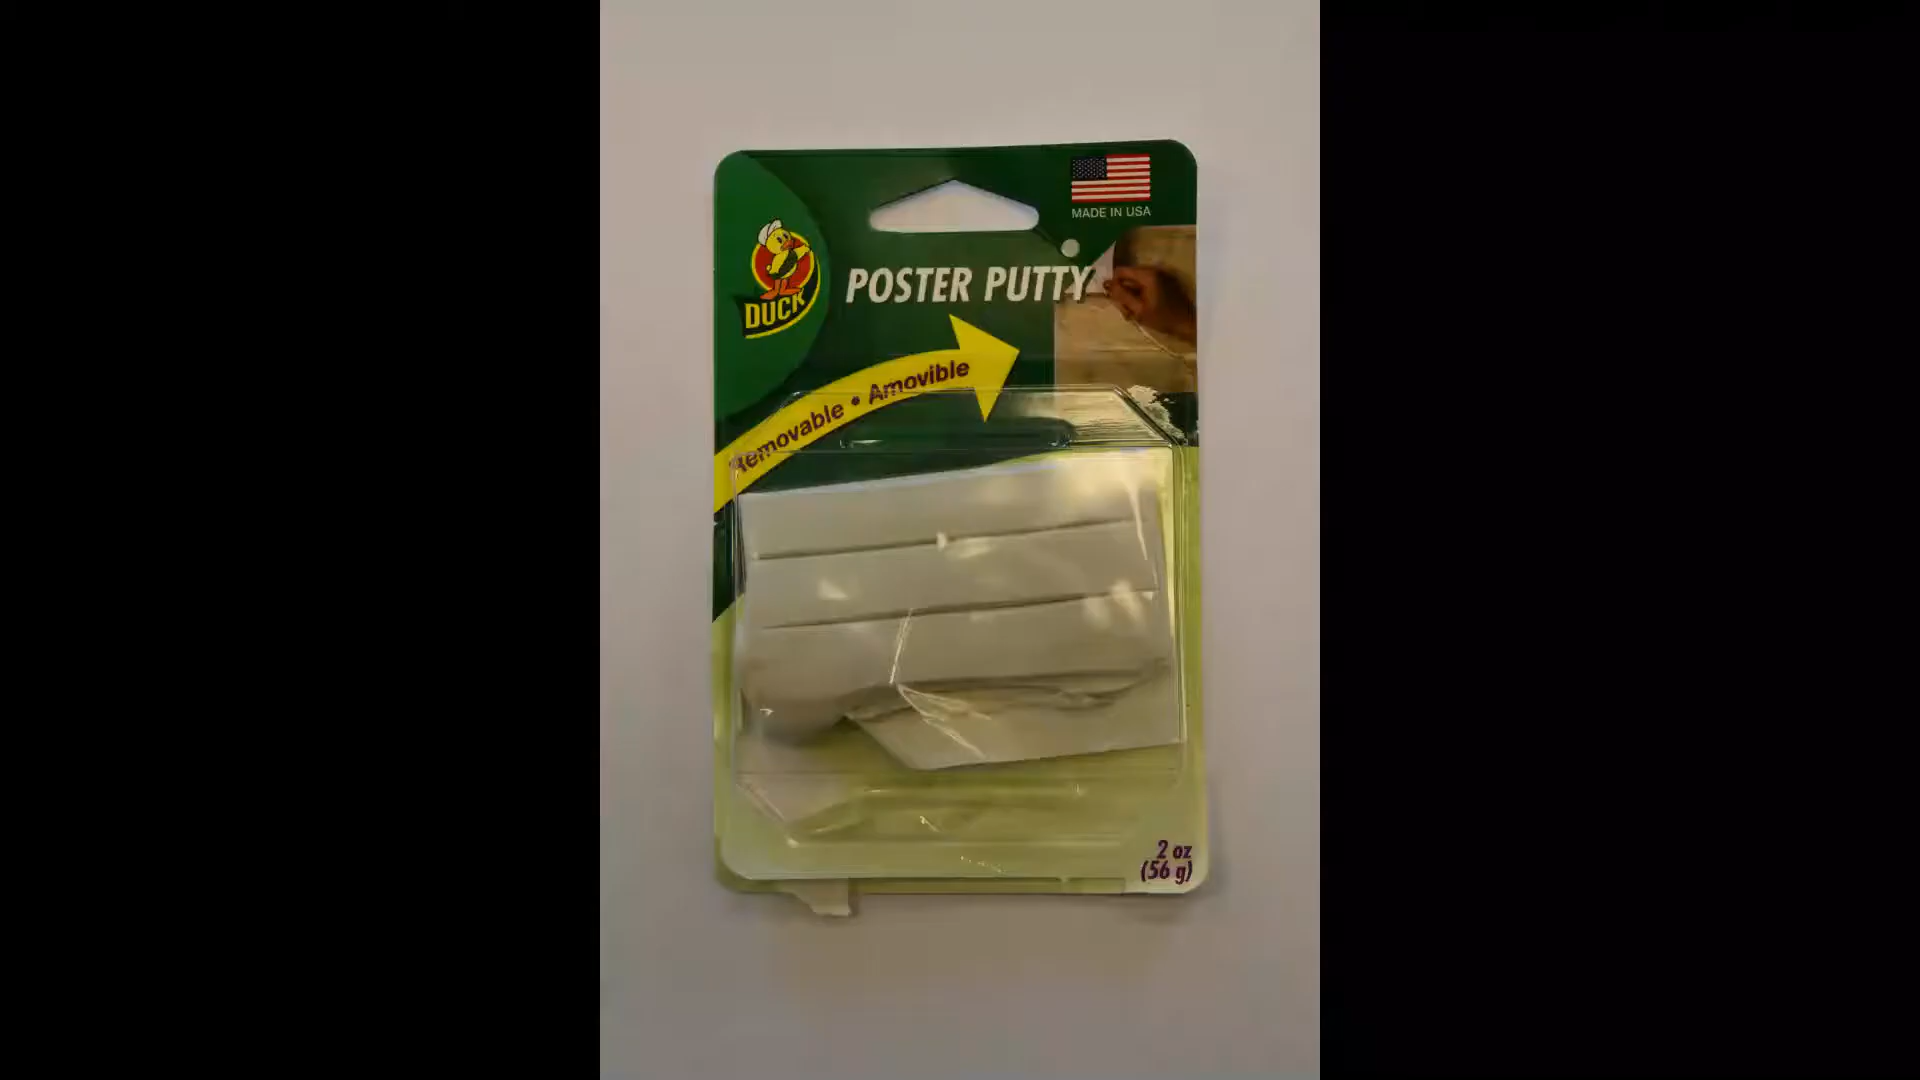 MADE IN USA
DUCK
POSTER PUTTY
Removable • Amovible
2 oz
(56 g)